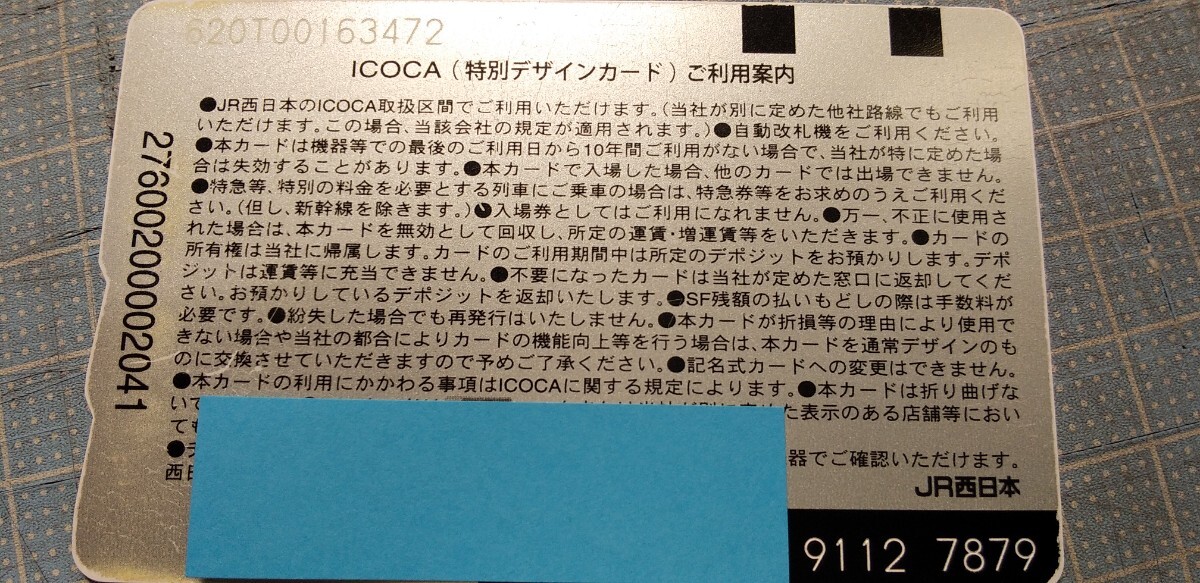 620T00163472
ICOCA(特別デザインカード)ご利用案内
●JR西日本のICOCA取扱区間でご利用いただけます。(当社が別に定めた他社路線でもご利用
いただけます。この場合、当該会社の規定が適用されます。)●自動改札機をご利用ください。
●本カードは機器等での最後のご利用日から10年間ご利用がない場合で、当社が特に定めた場
合は失効することがあります。●本カードで入場した場合、他のカードでは出場できません。
●特急等、特別の料金を必要とする列車にご乗車の場合は、特急券等をお求めのうえご利用くだ
さい。(但し、新幹線を除きます。)●入場券としてはご利用になれません。●万一、不正に使用さ
れた場合は、本カードを無効として回収し、所定の運賃・増運賃等をいただきます。●カードの
所有権は当社に帰属します。カードのご利用期間中は所定のデポジットをお預かりします。デポ
ジットは運賃等に充当できません。●不要になったカードは当社が定めた窓口に返却してくだ
さい。お預かりしているデポジットを返却いたします。●SF残額の払いもどしの際は手数料が
必要です。●紛失した場合でも再発行はいたしません。●本カードが折損等の理由により使用で
きない場合や当社の都合によりカードの機能向上等を行う場合は、本カードを通常デザインのも
のに交換させていただきますので予めご了承ください。●記名式カードへの変更はできません。
●本カードの利用にかかわる事項はICOCAに関する規定によります。●本カードは折り曲げな
いて
た表示のある店舗等におい
ても
器でご確認いただけます。
西日
JR西日本
9112 7879
2760020000002041